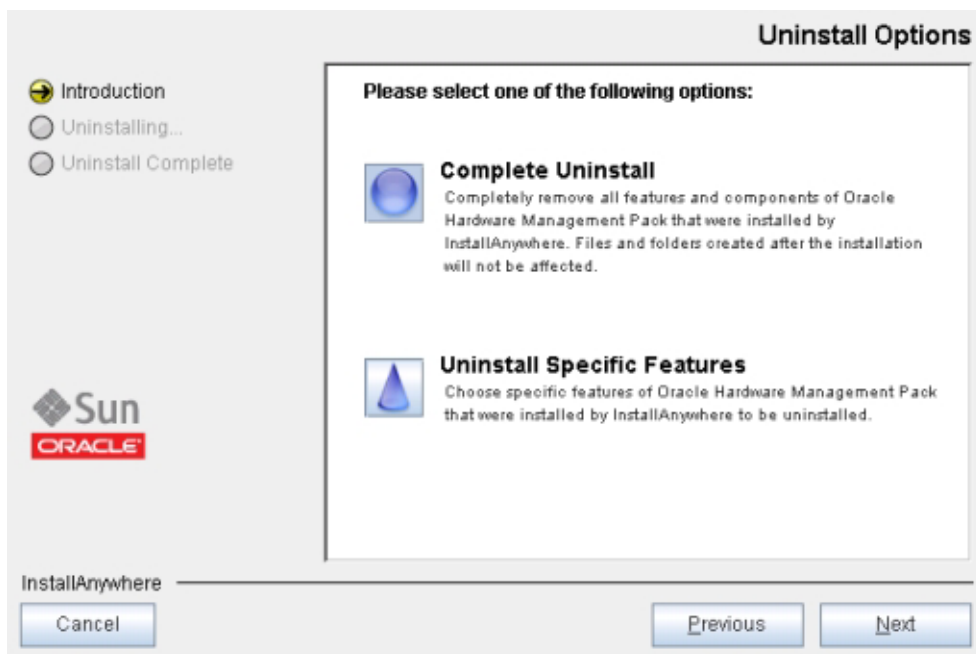 Uninstall Options
Introduction
Uninstalling...
Uninstall Complete
Please select one of the following options:
Complete Uninstall
Completely remove all features and components of Oracle
Hardware Management Pack that were installed by
InstallAnywhere. Files and folders created after the installation
will not be affected.
Uninstall Specific Features
Choose specific features of Oracle Hardware Management Pack
that were installed by InstallAnywhere to be uninstalled.
Sun
ORACLE
InstallAnywhere
Cancel
Previous
Next